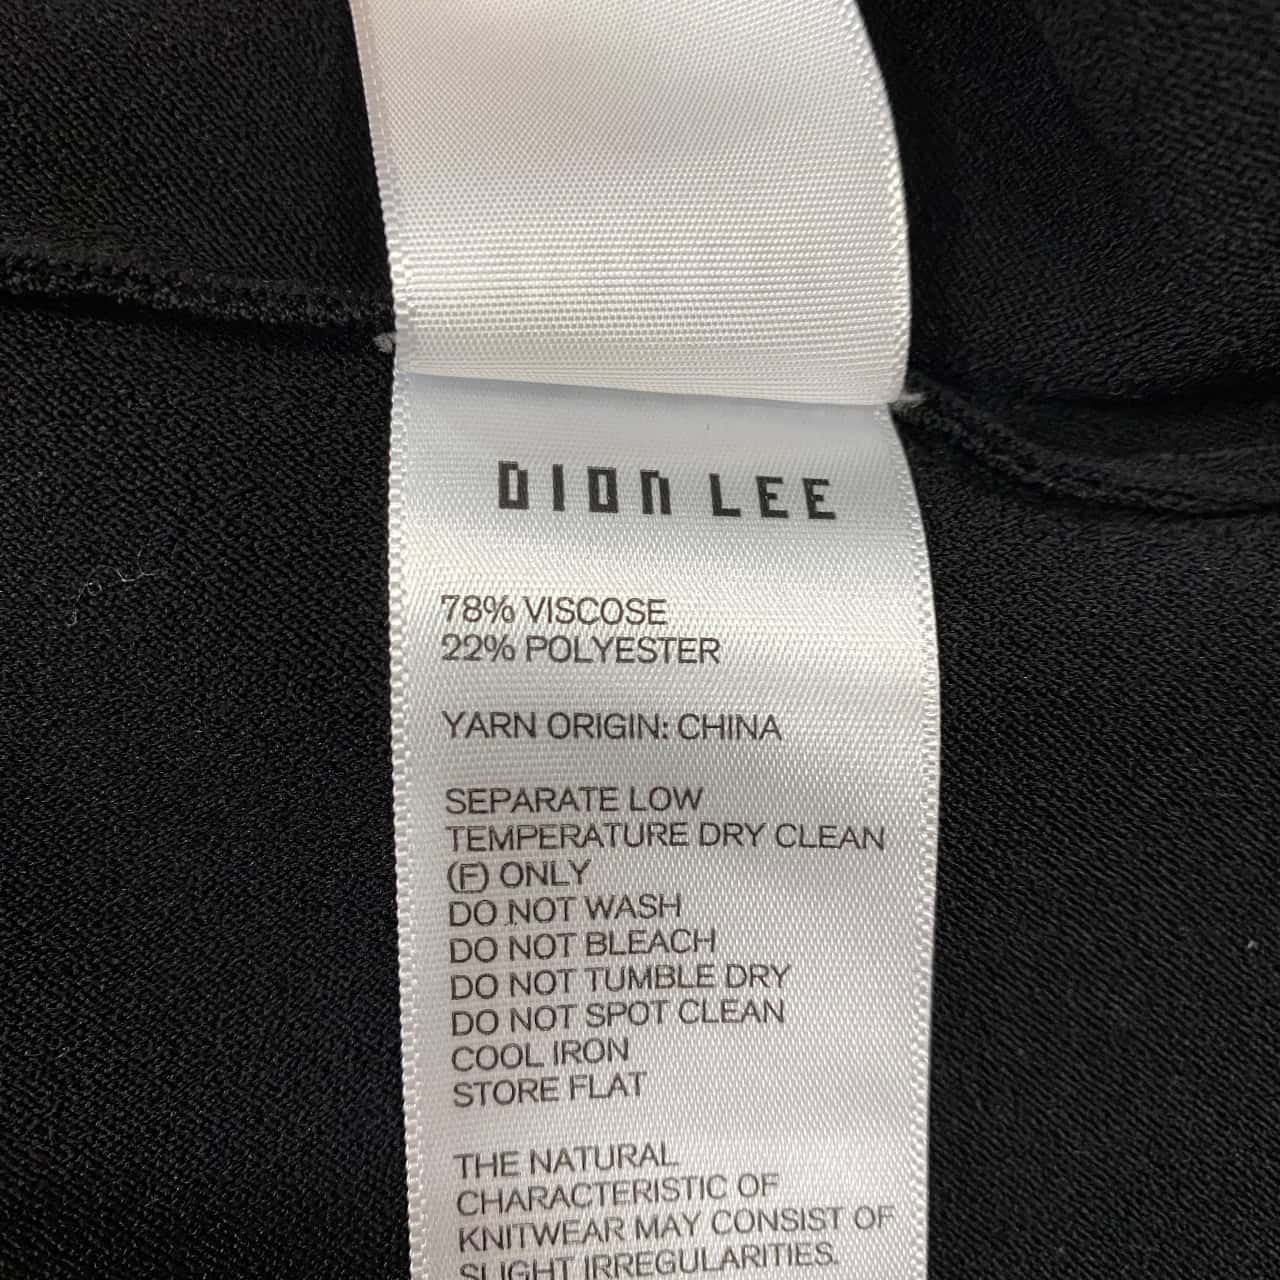 DION LEE
78% VISCOSE
22% POLYESTER
YARN ORIGIN: CHINA
SEPARATE LOW
TEMPERATURE DRY CLEAN
(F) ONLY
DO NOT WASH
DO NOT BLEACH
DO NOT TUMBLE DRY
DO NOT SPOT CLEAN
COOL IRON
STORE FLAT
THE NATURAL
CHARACTERISTIC OF
KNITWEAR MAY CONSIST OF
SLIGHT IRREGULARITIES.